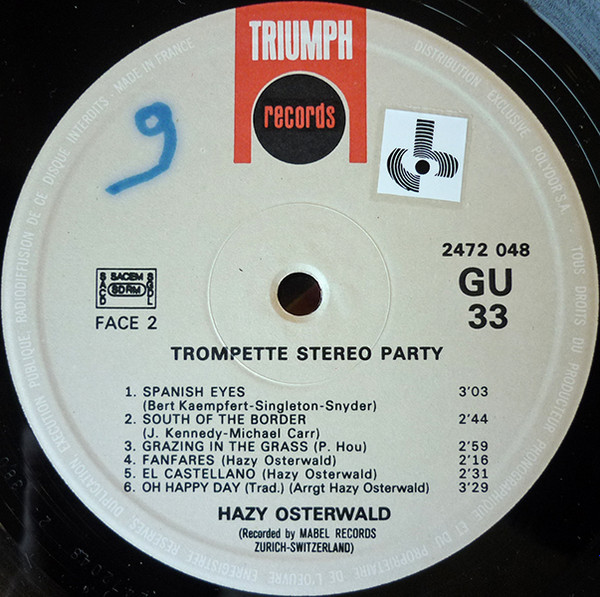 TRIUMPH
records
9
MADE IN FRANCE
DISTRIBUTION EXCLUSIVE POLYDOR S.A.
TOUS DROITS DU PRODUCTEUR PHONOGRAPHIQUE ET DU PROPRIETAIRE DE L'OEUVRE ENREGISTREE RESERVES
DUPLICATION EXECUTION PUBLIQUE RADIODIFFUSION DE CE DISQUE INTERDITS
2472 048
GU
33
SACEM
SACD SDRM SGDL
FACE 2
TROMPETTE STEREO PARTY
1. SPANISH EYES 3'03
(Bert Kaempfert-Singleton-Snyder)
2. SOUTH OF THE BORDER 2'44
(J. Kennedy-Michael Carr)
3. GRAZING IN THE GRASS (P. Hou) 2'59
4. FANFARES (Hazy Osterwald) 2'16
5. EL CASTELLANO (Hazy Osterwald) 2'31
6. OH HAPPY DAY (Trad.) (Arrgt Hazy Osterwald) 3'29
HAZY OSTERWALD
(Recorded by MABEL RECORDS
ZURICH-SWITZERLAND)